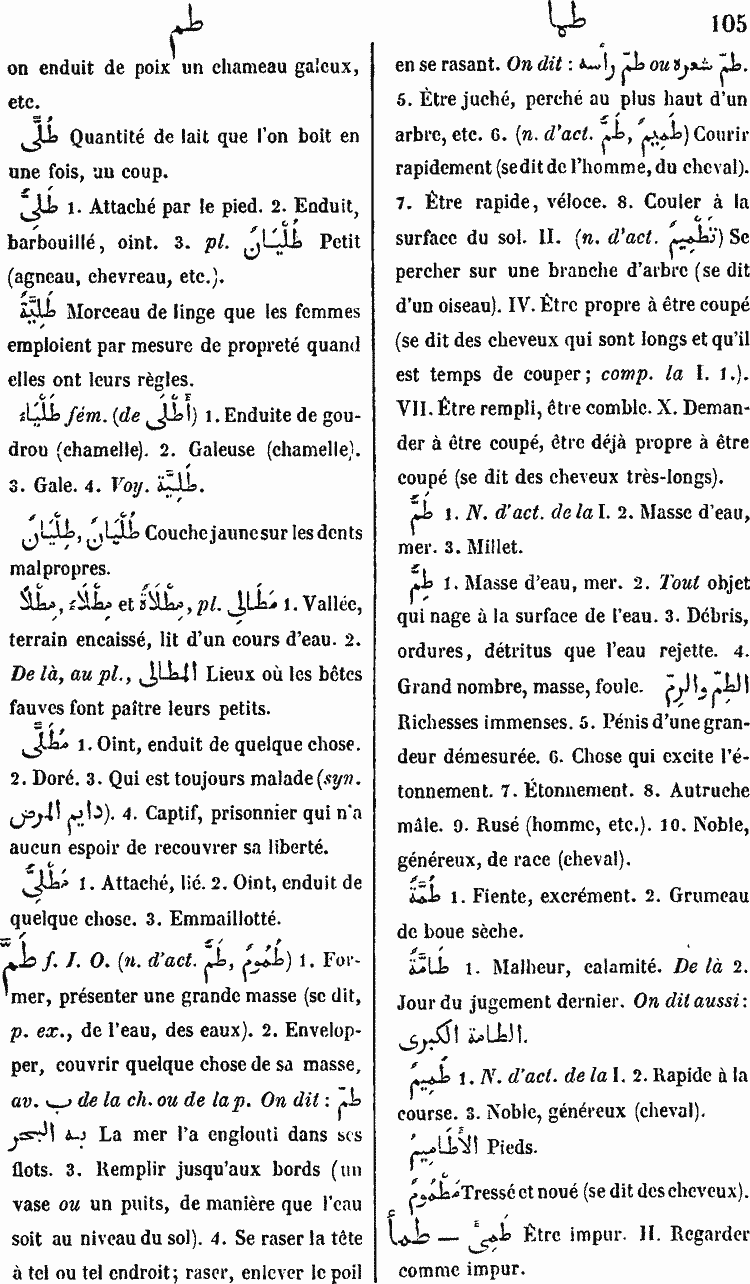 طم
طمأ
105
on enduit de poix un chameau galeux,
etc.
طُلًّى Quantité de lait que l'on boit en
une fois, un coup.
طَلِىٌّ 1. Attaché par le pied. 2. Enduit,
barbouillé, oint. 3. pl. طُلْيَانٌ Petit
(agneau, chevreau, etc.).
طَلِيَّةٌ Morceau de linge que les femmes
emploient par mesure de propreté quand
elles ont leurs règles.
طَلْيَاءُ fém. (de أَطْلَى) 1. Enduite de gou-
drou (chamelle). 2. Galeuse (chamelle).
3. Gale. 4. Voy. طَلِيَّة.
طُلْيَانٌ, طِلْيَانٌ Couche jaune sur les dents
malpropres.
مِطْلًا, مِطْلَاءٌ et مِطْلَاةٌ, pl. مَطَالِى 1. Vallée,
terrain encaissé, lit d'un cours d'eau. 2.
De là, au pl., المطالى Lieux où les bêtes
fauves font paître leurs petits.
مُطَلًّى 1. Oint, enduit de quelque chose.
2. Doré. 3. Qui est toujours malade (syn.
دايم المرض). 4. Captif, prisonnier qui n'a
aucun espoir de recouvrer sa liberté.
مَطْلِىٌّ 1. Attaché, lié. 2. Oint, enduit de
quelque chose. 3. Emmaillotté.
طَمَّ f. I. O. (n. d'act. طَمٌّ, طُمُومٌ) 1. For-
mer, présenter une grande masse (se dit,
p. ex., de l'eau, des eaux). 2. Envelop-
per, couvrir quelque chose de sa masse,
av. ب de la ch. ou de la p. On dit : طمّ
به البحر La mer l'a englouti dans ses
flots. 3. Remplir jusqu'aux bords (un
vase ou un puits, de manière que l'eau
soit au niveau du sol). 4. Se raser la tête
à tel ou tel endroit; raser, enlever le poil
en se rasant. On dit : طمّ رأسه ou طمّ شعره.
5. Être juché, perché au plus haut d'un
arbre, etc. 6. (n. d'act. طَمٌّ, طَمِيمٌ) Courir
rapidement (se dit de l'homme, du cheval).
7. Être rapide, véloce. 8. Couler à la
surface du sol. II. (n. d'act. تَطْمِيمٌ) Se
percher sur une branche d'arbre (se dit
d'un oiseau). IV. Être propre à être coupé
(se dit des cheveux qui sont longs et qu'il
est temps de couper; comp. la I. 1.).
VII. Être rempli, être comble. X. Deman-
der à être coupé, être déjà propre à être
coupé (se dit des cheveux très-longs).
طَمٌّ 1. N. d'act. de la I. 2. Masse d'eau,
mer. 3. Millet.
طِمٌّ 1. Masse d'eau, mer. 2. Tout objet
qui nage à la surface de l'eau. 3. Débris,
ordures, détritus que l'eau rejette. 4.
Grand nombre, masse, foule. الطِمّ والرِمّ
Richesses immenses. 5. Pénis d'une gran-
deur démesurée. 6. Chose qui excite l'é-
tonnement. 7. Étonnement. 8. Autruche
mâle. 9. Rusé (homme, etc.). 10. Noble,
généreux, de race (cheval).
طُمَّةٌ 1. Fiente, excrément. 2. Grumeau
de boue sèche.
طَامَّةٌ 1. Malheur, calamité. De là 2.
Jour du jugement dernier. On dit aussi :
الطامة الكبرى.
طَمِيمٌ 1. N. d'act. de la I. 2. Rapide à la
course. 3. Noble, généreux (cheval).
الأَطَامِيمُ Pieds.
مَطْمُومٌ Tressé et noué (se dit des cheveux).
طمأ — طَمِىَٔ Être impur. II. Regarder
comme impur.